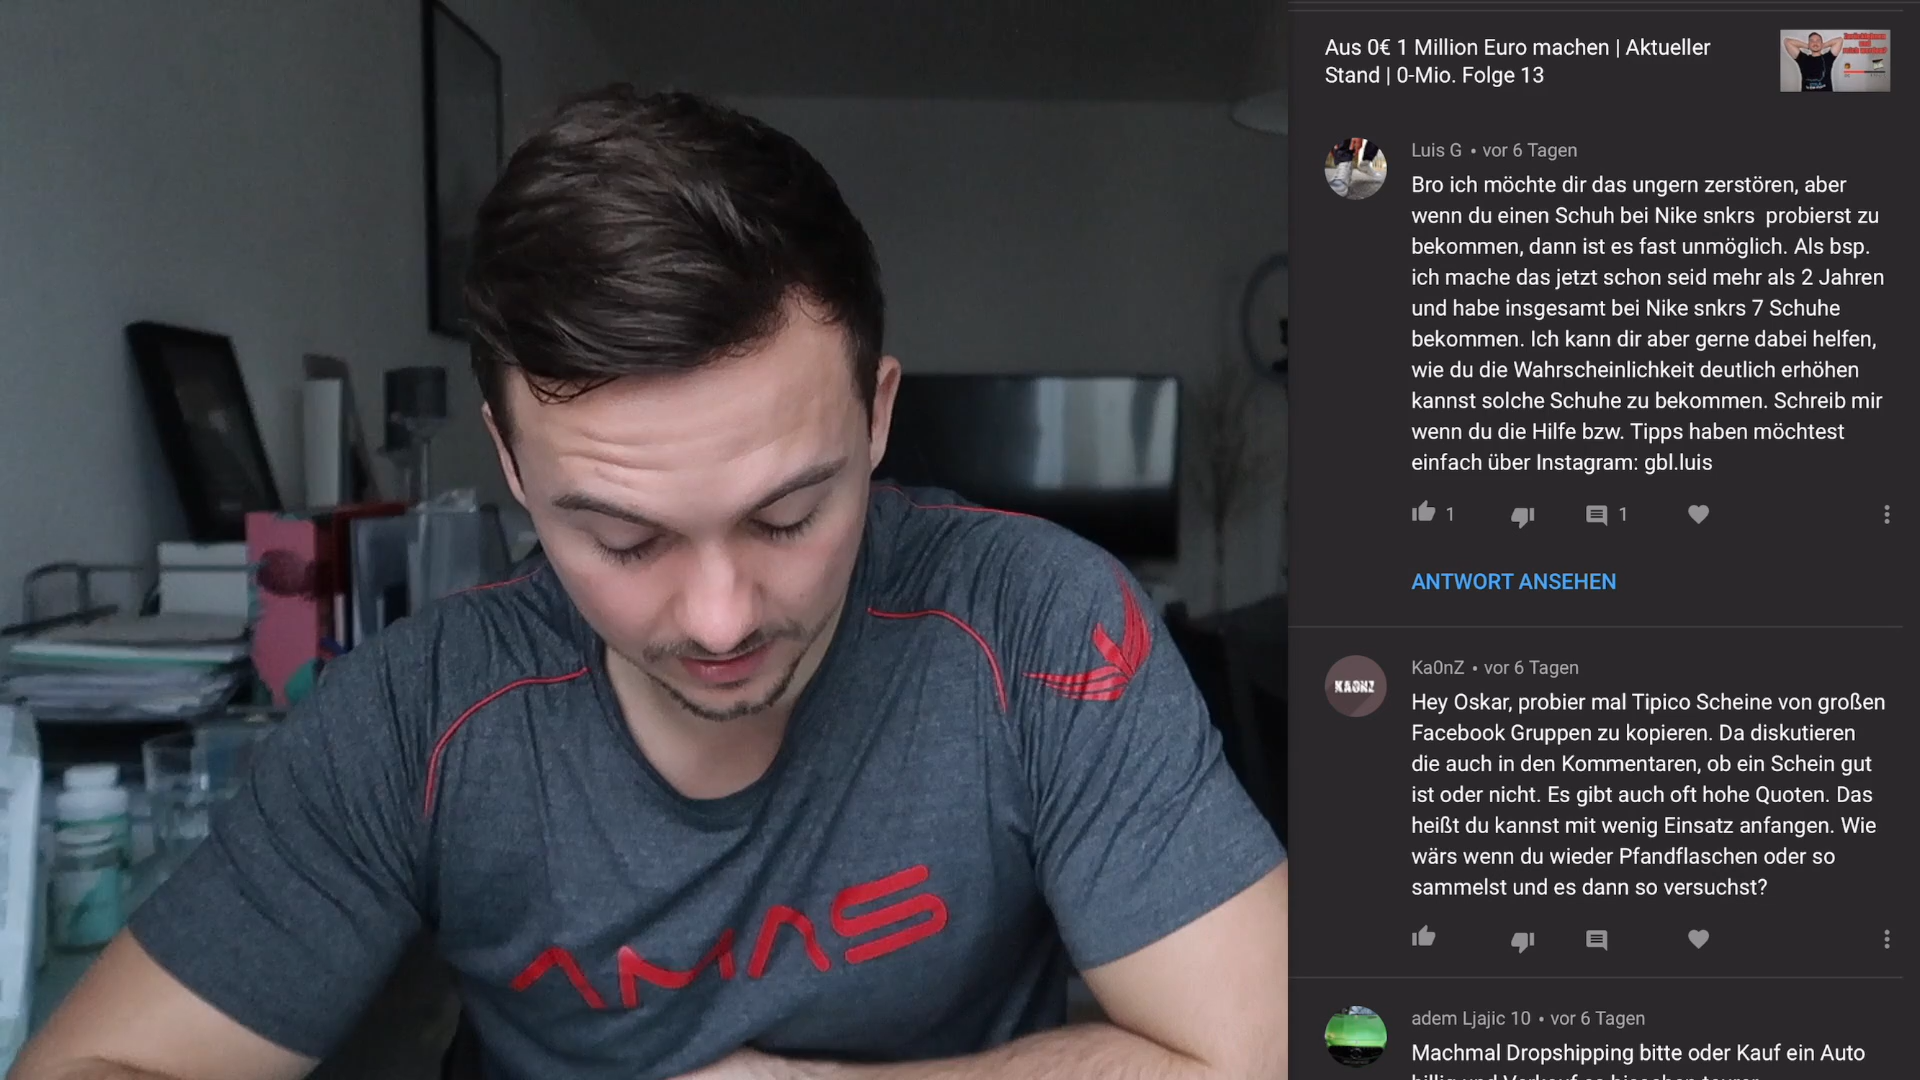 Aus 0€ 1 Million Euro machen | Aktueller
Stand | 0-Mio. Folge 13
Luis G • vor 6 Tagen
Bro ich möchte dir das ungern zerstören, aber
wenn du einen Schuh bei Nike snkrs  probierst zu
bekommen, dann ist es fast unmöglich. Als bsp.
ich mache das jetzt schon seid mehr als 2 Jahren
und habe insgesamt bei Nike snkrs 7 Schuhe
bekommen. Ich kann dir aber gerne dabei helfen,
wie du die Wahrscheinlichkeit deutlich erhöhen
kannst solche Schuhe zu bekommen. Schreib mir
wenn du die Hilfe bzw. Tipps haben möchtest
einfach über Instagram: gbl.luis
1
1
ANTWORT ANSEHEN
KA0NZ
Ka0nZ • vor 6 Tagen
Hey Oskar, probier mal Tipico Scheine von großen
Facebook Gruppen zu kopieren. Da diskutieren
die auch in den Kommentaren, ob ein Schein gut
ist oder nicht. Es gibt auch oft hohe Quoten. Das
heißt du kannst mit wenig Einsatz anfangen. Wie
wärs wenn du wieder Pfandflaschen oder so
sammelst und es dann so versuchst?
adem Ljajic 10 • vor 6 Tagen
Machmal Dropshipping bitte oder Kauf ein Auto
AMAS